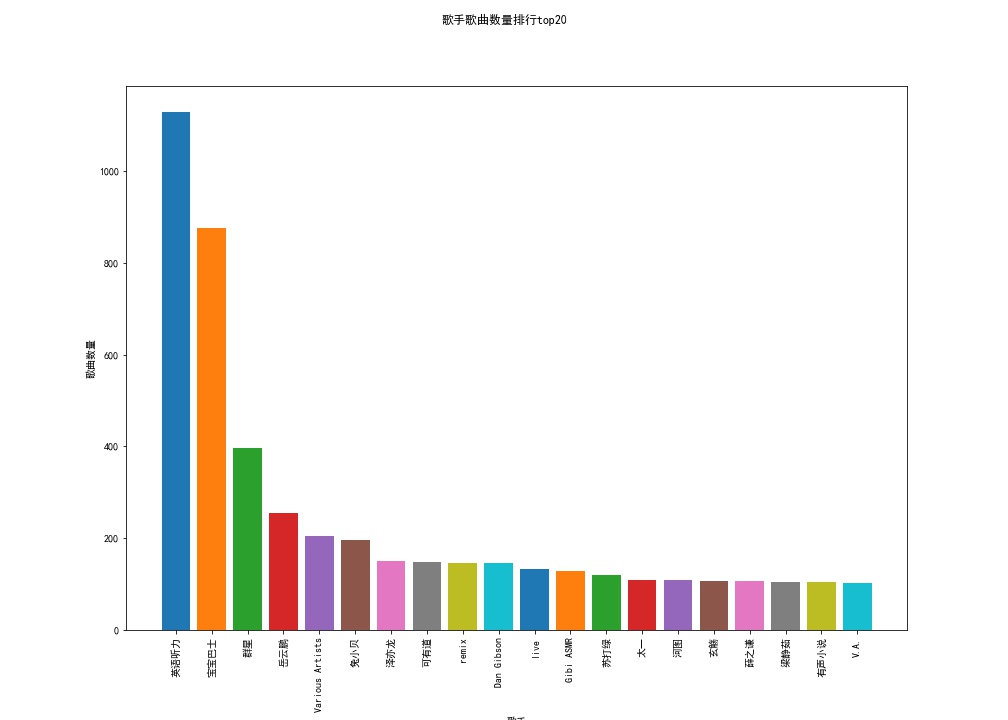 歌手歌曲数量排行top20
歌曲数量
1000
800
600
400
200
0
英语听力
宝宝巴士
群星
岳云鹏
Various Artists
兔小贝
泽亦龙
可有道
remix
Dan Gibson
live
Gibi ASMR
苏打绿
太一
河图
玄觞
薛之谦
梁静茹
有声小说
V.A.